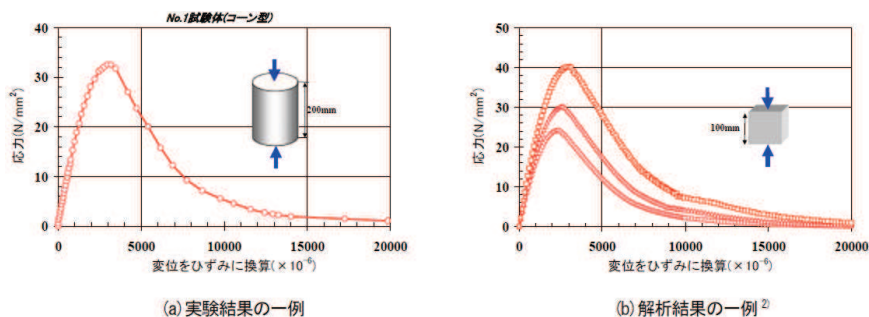 No.1試験体(コーン型)
40
30
20
10
0
応力(N/mm²)
200mm
0 5000 10000 15000 20000
変位をひずみに換算(×10⁻⁶)
(a)実験結果の一例
50
40
30
20
10
0
応力(N/mm²)
100mm
0 5000 10000 15000 20000
変位をひずみに換算(×10⁻⁶)
(b)解析結果の一例²⁾